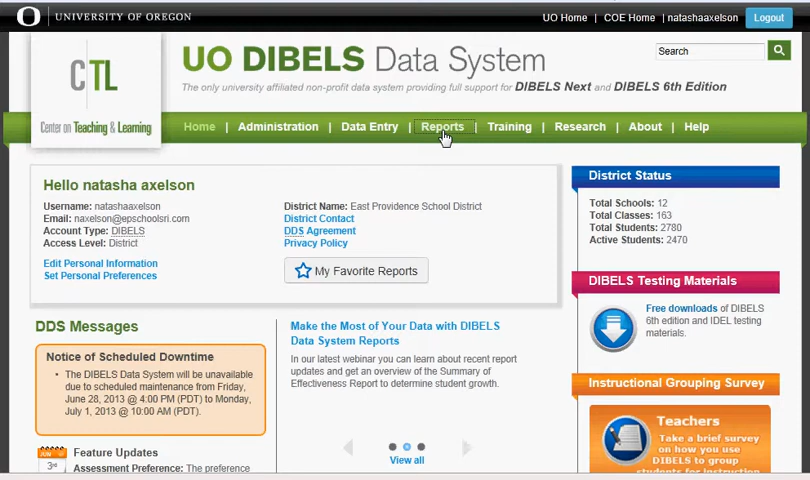 UNIVERSITY OF OREGON
UO Home | COE Home | natashaaxelson Logout
CTL
Center on Teaching & Learning
UO DIBELS Data System
The only university affiliated non-profit data system providing full support for DIBELS Next and DIBELS 6th Edition
Search
Home | Administration | Data Entry | Reports | Training | Research | About | Help
Hello natasha axelson
Username: natashaaxelson
Email: naxelson@epschoolsri.com
Account Type: DIBELS
Access Level: District
Edit Personal Information
Set Personal Preferences
District Name: East Providence School District
District Contact
DDS Agreement
Privacy Policy
My Favorite Reports
District Status
Total Schools: 12
Total Classes: 163
Total Students: 2780
Active Students: 2470
DIBELS Testing Materials
Free downloads of DIBELS
6th edition and IDEL testing
materials.
Instructional Grouping Survey
Teachers
Take a brief survey
on how you use
DIBELS to group
students for instruction
DDS Messages
Notice of Scheduled Downtime
• The DIBELS Data System will be unavailable
due to scheduled maintenance from Friday,
June 28, 2013 @ 4:00 PM (PDT) to Monday,
July 1, 2013 @ 10:00 AM (PDT).
3rd
Feature Updates
Assessment Preference: The preference
Make the Most of Your Data with DIBELS
Data System Reports
In our latest webinar you can learn about recent report
updates and get an overview of the Summary of
Effectiveness Report to determine student growth.
View all